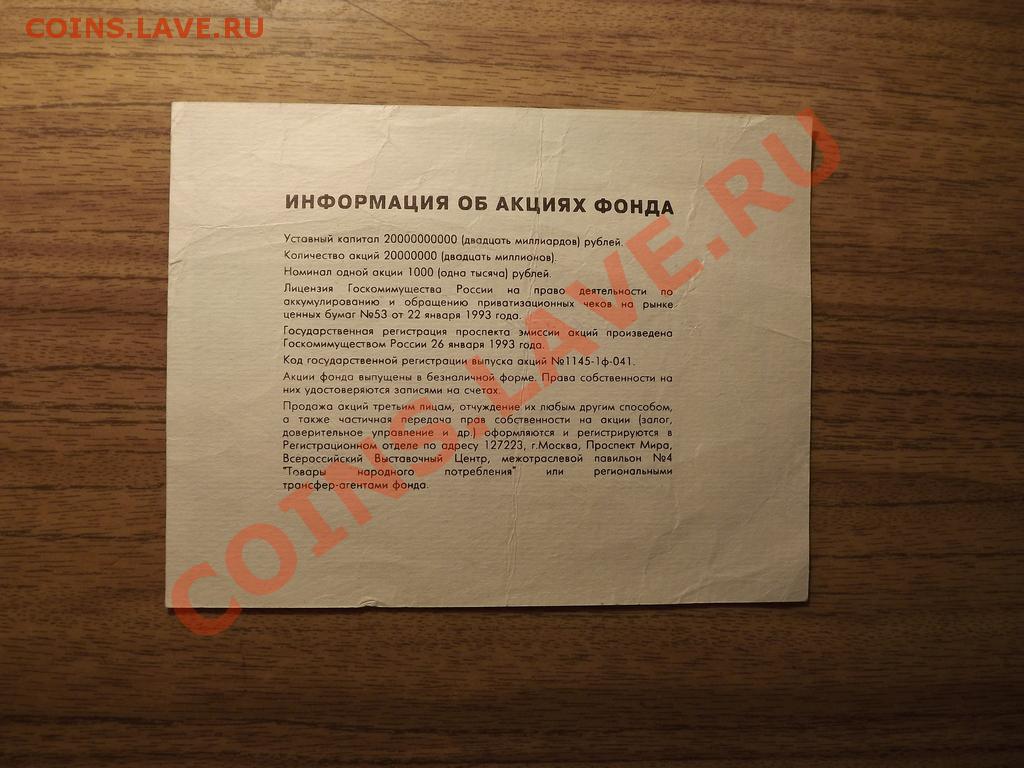 COINS.LAVE.RU
ИНФОРМАЦИЯ ОБ АКЦИЯХ ФОНДА
Уставный капитал 20000000000 (двадцать миллиардов) рублей.
Количество акций 20000000 (двадцать миллионов).
Номинал одной акции 1000 (одна тысяча) рублей.
Лицензия Госкомимущества России на право деятельности по
аккумулированию и обращению приватизационных чеков на рынке
ценных бумаг №53 от 22 января 1993 года.
Государственная регистрация проспекта эмиссии акций произведена
Госкомимуществом России 26 января 1993 года.
Код государственной регистрации выпуска акций №1145-1ф-041.
Акции фонда выпущены в безналичной форме. Права собственности на
них удостоверяются записями на счетах.
Продажа акций третьим лицам, отчуждение их любым другим способом,
а также частичная передача прав собственности на акции (залог,
доверительное управление и др.) оформляются и регистрируются в
Регистрационном отделе по адресу 127223, г.Москва, Проспект Мира,
Всероссийский Выставочный Центр, межотраслевой павильон №4
"Товары народного потребления" или региональными
трансфер-агентами фонда.
COINS.LAVE.RU